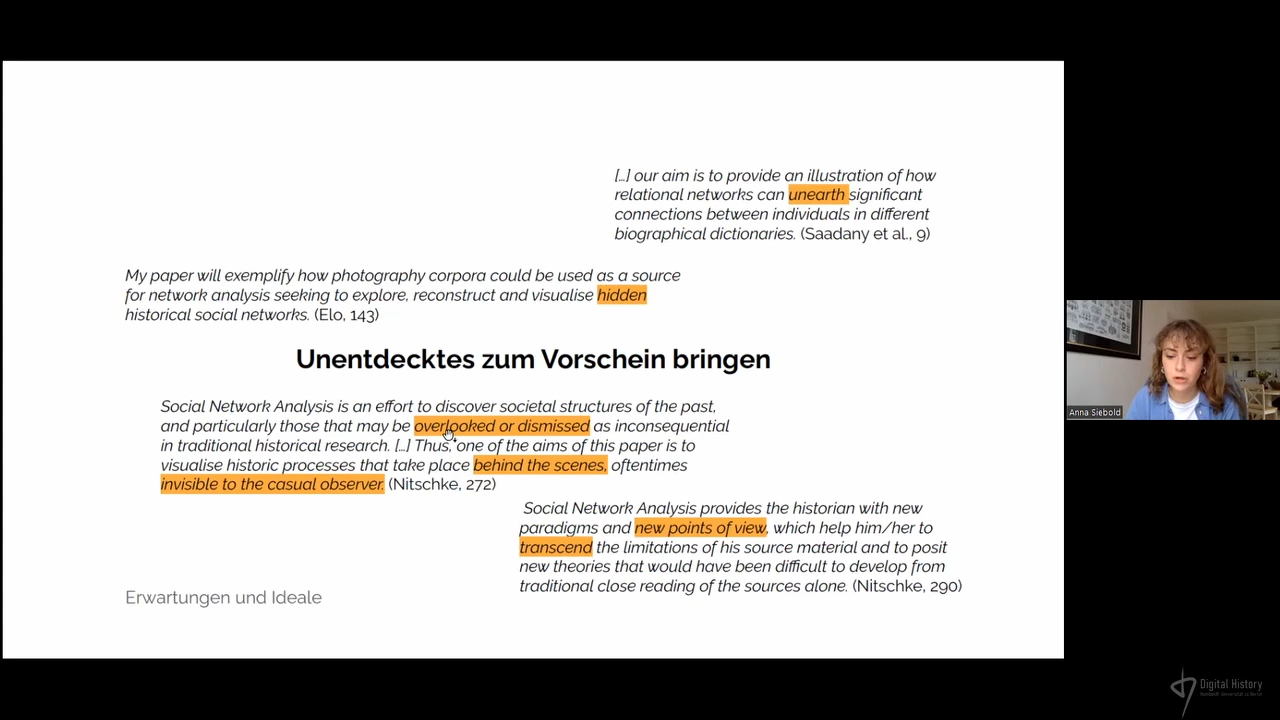 […] our aim is to provide an illustration of how
relational networks can unearth significant
connections between individuals in different
biographical dictionaries. (Saadany et al., 9)
My paper will exemplify how photography corpora could be used as a source
for network analysis seeking to explore, reconstruct and visualise hidden
historical social networks. (Elo, 143)
Unentdecktes zum Vorschein bringen
Social Network Analysis is an effort to discover societal structures of the past,
and particularly those that may be overlooked or dismissed as inconsequential
in traditional historical research. […] Thus, one of the aims of this paper is to
visualise historic processes that take place behind the scenes, oftentimes
invisible to the casual observer. (Nitschke, 272)
Social Network Analysis provides the historian with new
paradigms and new points of view, which help him/her to
transcend the limitations of his source material and to posit
new theories that would have been difficult to develop from
traditional close reading of the sources alone. (Nitschke, 290)
Erwartungen und Ideale
Anna Siebold
Digital History